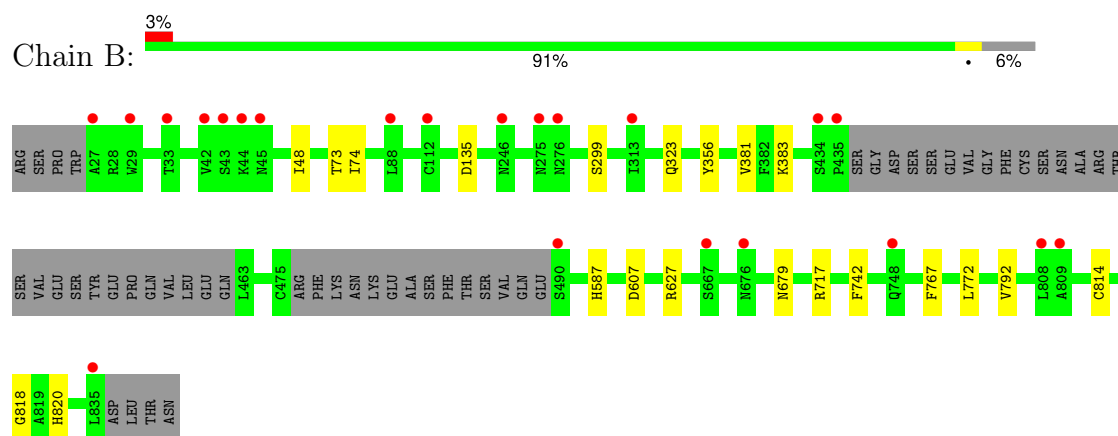 3%
Chain B:
91%
•
6%
ARG SER PRO TRP A27 R28 W29 T33 V42 S43 K44 N45 I48 T73 I74 L88 C112 D135 N246 N275 N276 S299 I313 Q323 Y356 V381 F382 K383 S434 P435 SER GLY ASP SER SER GLU VAL GLY PHE CYS SER ASN ALA ARG THR
SER VAL GLU SER TYR GLU PRO GLN VAL LEU GLU GLN L463 C475 ARG PHE LYS ASN LYS GLU ALA SER PHE THR SER VAL GLN GLU S490 H587 D607 R627 S667 N676 N679 R717 F742 Q748 F767 L772 V792 L808 A809 C814
G818 A819 H820 L835 ASP LEU THR ASN